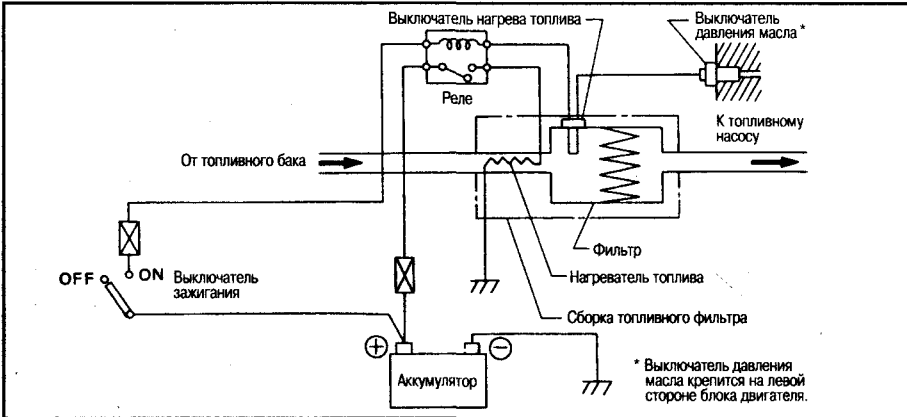 Выключатель нагрева топлива
Выключатель
давления масла *
Реле
К топливному
насосу
От топливного бака
Фильтр
OFF
ON
Выключатель
зажигания
Нагреватель топлива
Сборка топливного фильтра
+
−
Аккумулятор
* Выключатель давления
масла крепится на левой
стороне блока двигателя.